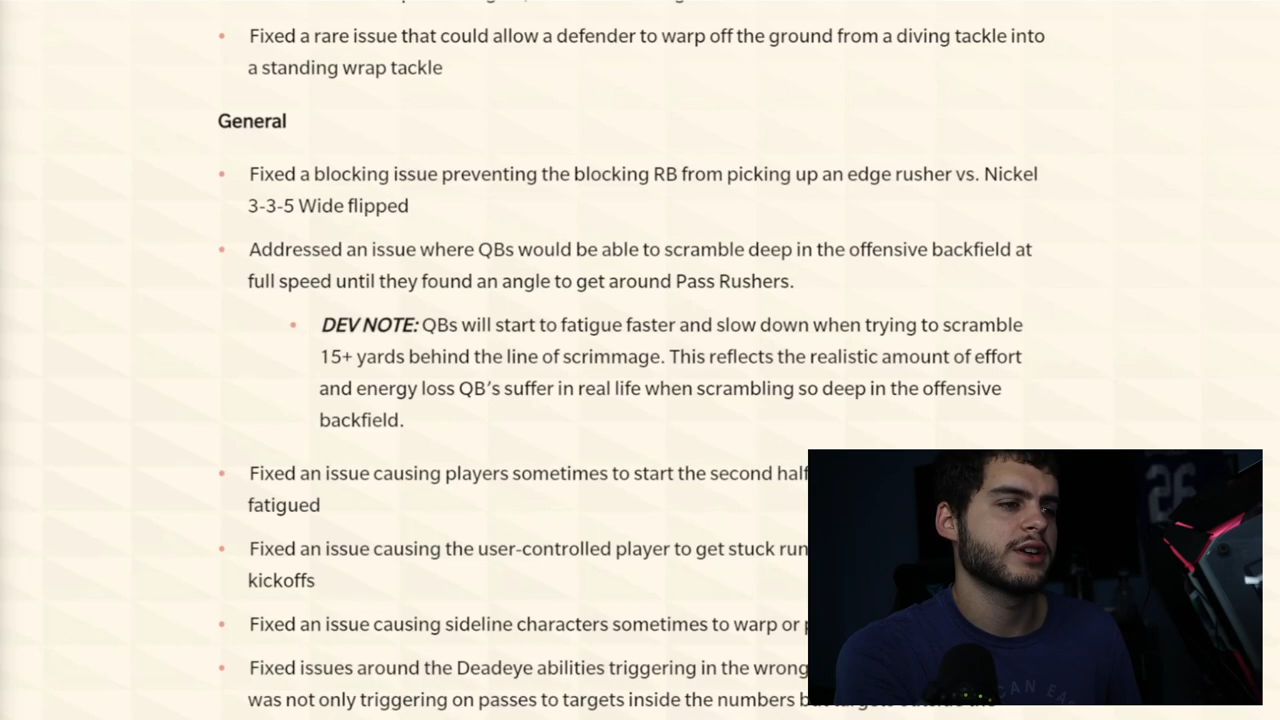 Fixed a rare issue that could allow a defender to warp off the ground from a diving tackle into
a standing wrap tackle
General
Fixed a blocking issue preventing the blocking RB from picking up an edge rusher vs. Nickel
3-3-5 Wide flipped
Addressed an issue where QBs would be able to scramble deep in the offensive backfield at
full speed until they found an angle to get around Pass Rushers.
DEV NOTE: QBs will start to fatigue faster and slow down when trying to scramble
15+ yards behind the line of scrimmage. This reflects the realistic amount of effort
and energy loss QB’s suffer in real life when scrambling so deep in the offensive
backfield.
Fixed an issue causing players sometimes to start the second half
fatigued
Fixed an issue causing the user-controlled player to get stuck run
kickoffs
Fixed an issue causing sideline characters sometimes to warp or
Fixed issues around the Deadeye abilities triggering in the wrong
was not only triggering on passes to targets inside the numbers but targets outside the
26